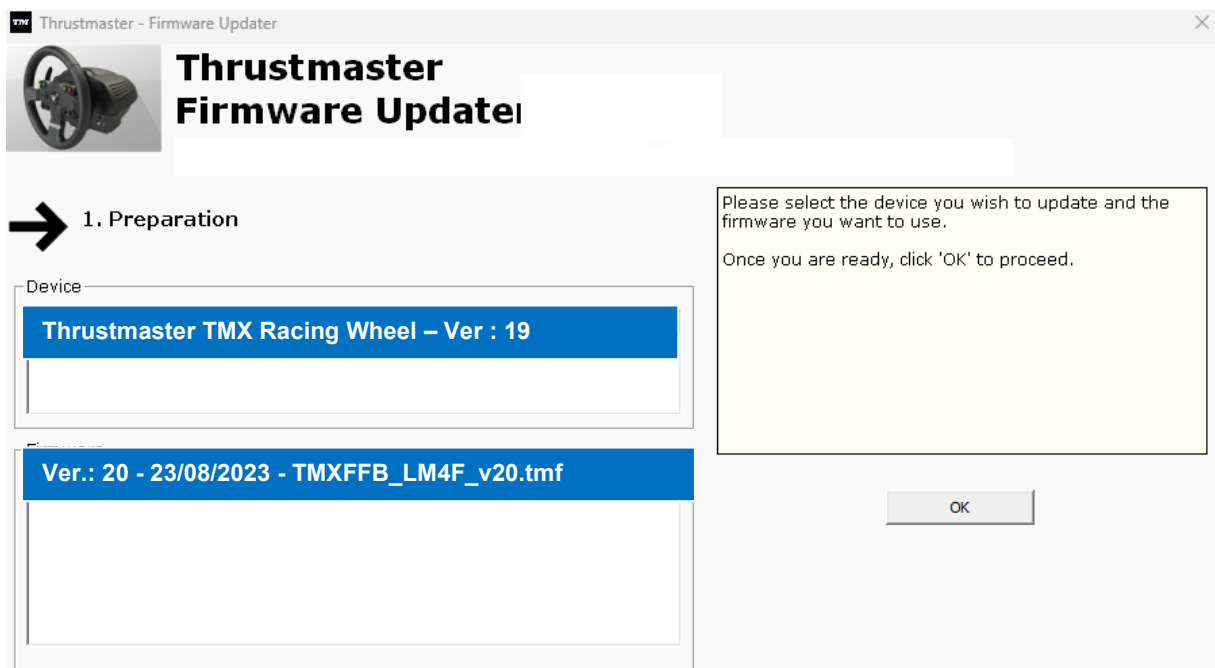 TM Thrustmaster - Firmware Updater
Thrustmaster
Firmware Updater
1. Preparation
Please select the device you wish to update and the
firmware you want to use.
Once you are ready, click 'OK' to proceed.
Device
Thrustmaster TMX Racing Wheel – Ver : 19
Firmware
Ver.: 20 - 23/08/2023 - TMXFFB_LM4F_v20.tmf
OK